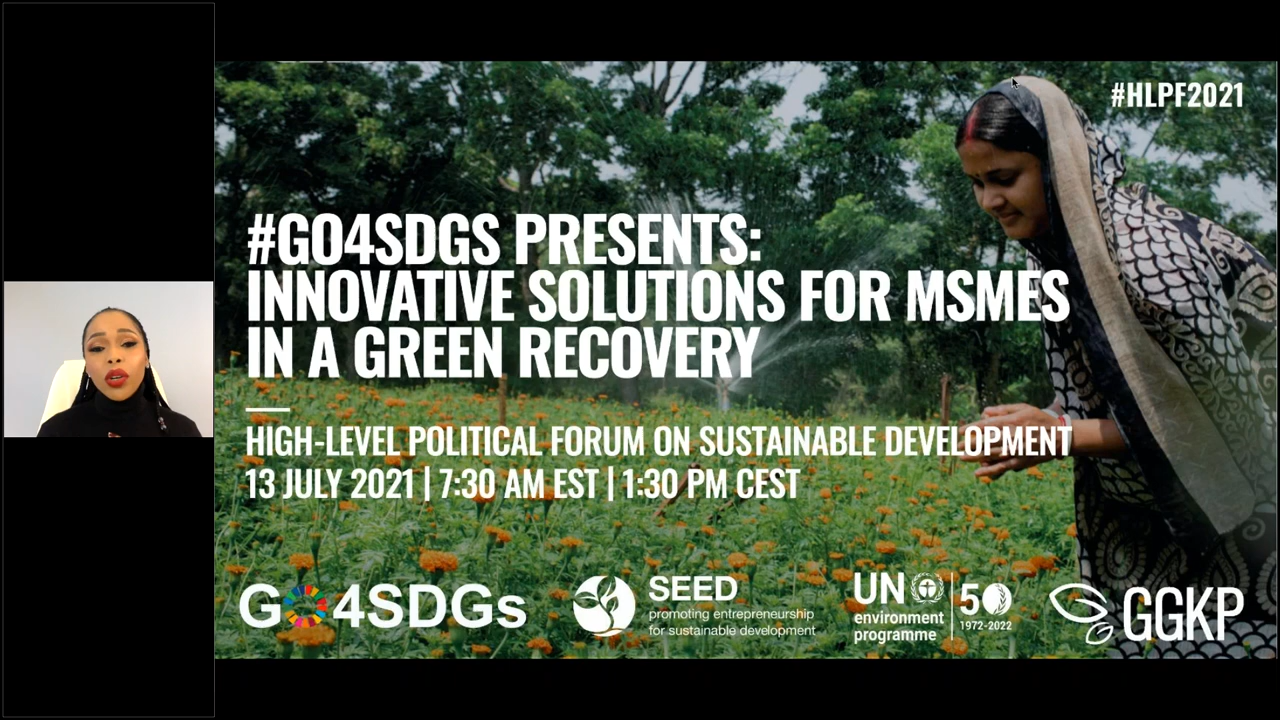 #HLPF2021
#GO4SDGS PRESENTS:
INNOVATIVE SOLUTIONS FOR MSMES
IN A GREEN RECOVERY
HIGH-LEVEL POLITICAL FORUM ON SUSTAINABLE DEVELOPMENT
13 JULY 2021 | 7:30 AM EST | 1:30 PM CEST
GO4SDGs
SEED
promoting entrepreneurship
for sustainable development
UN
environment
programme
50
1972-2022
GGKP